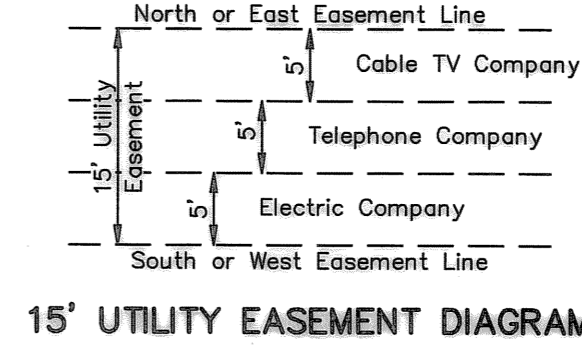 North or East Easement Line
5' Cable TV Company
15' Utility
Easement
5' Telephone Company
5' Electric Company
South or West Easement Line
15' UTILITY EASEMENT DIAGRAM